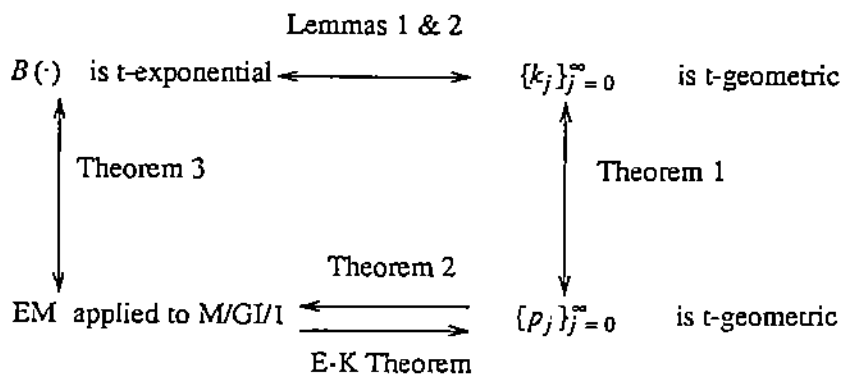 Lemmas 1 & 2
B(·) is t-exponential {k_j}_{j=0}^∞ is t-geometric
Theorem 3 Theorem 1
Theorem 2
EM applied to M/GI/1 {p_j}_{j=0}^∞ is t-geometric
E-K Theorem